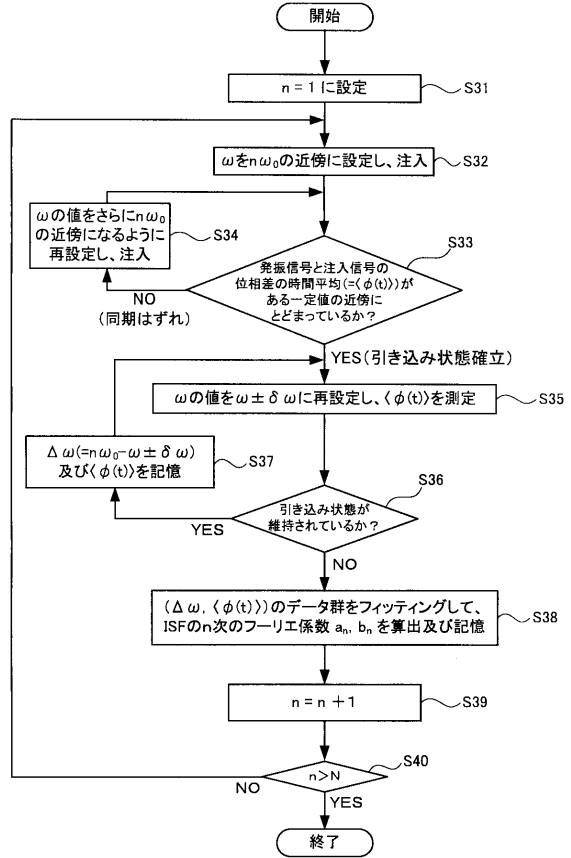 開始
n = 1 に設定
S31
ωをnω₀の近傍に設定し、注入
S32
ωの値をさらにnω₀
の近傍になるように
再設定し、注入
S34
発振信号と注入信号の
位相差の時間平均(=〈φ(t)〉)が
ある一定値の近傍に
とどまっているか?
S33
NO
(同期はずれ)
YES(引き込み状態確立)
ωの値をω±δωに再設定し、〈φ(t)〉を測定
S35
Δω(=nω₀-ω±δω)
及び〈φ(t)〉を記憶
S37
引き込み状態が
維持されているか?
S36
YES
NO
(Δω, 〈φ(t)〉)のデータ群をフィッティングして、
ISFのn次のフーリエ係数 aₙ, bₙ を算出及び記憶
S38
n = n + 1
S39
n>N
S40
NO
YES
終了